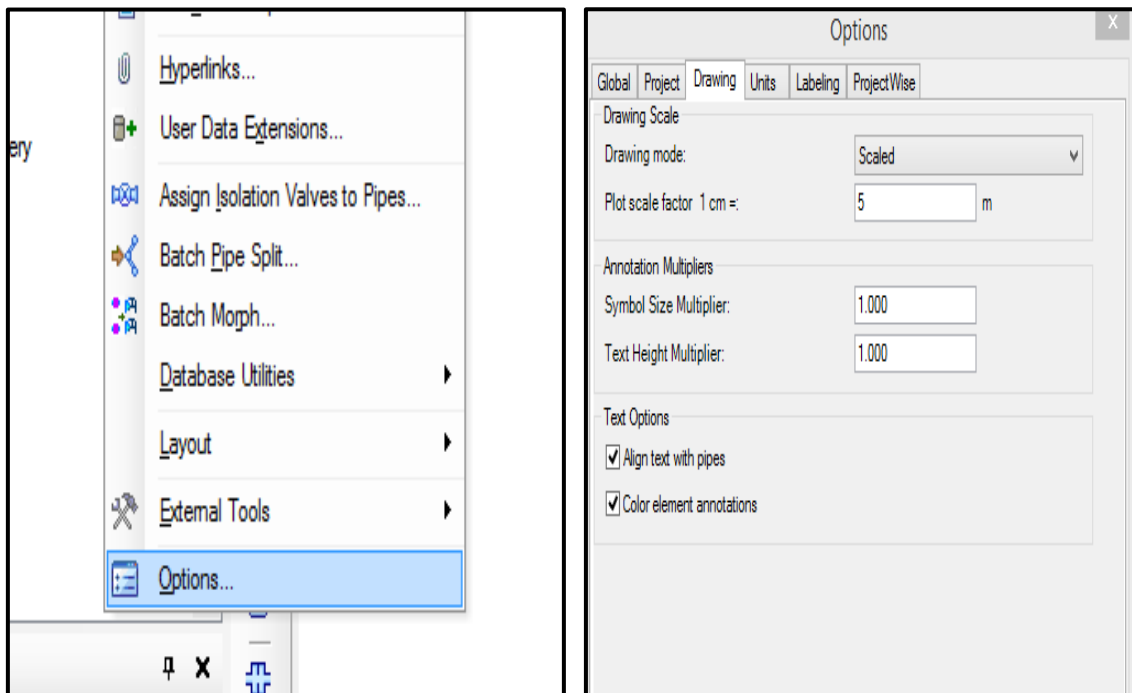 Hyperlinks...
ery
User Data Extensions...
Assign Isolation Valves to Pipes...
Batch Pipe Split...
Batch Morph...
Database Utilities
Layout
External Tools
Options...
Options
X
Global Project Drawing Units Labeling ProjectWise
Drawing Scale
Drawing mode: Scaled
Plot scale factor 1 cm =: 5 m
Annotation Multipliers
Symbol Size Multiplier: 1.000
Text Height Multiplier: 1.000
Text Options
Align text with pipes
Color element annotations